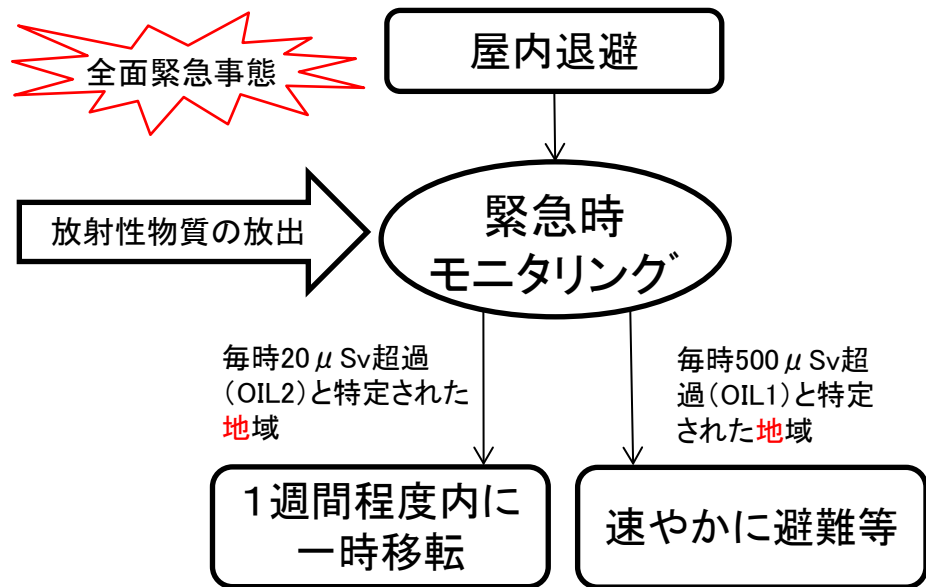 全面緊急事態
屋内退避
放射性物質の放出
緊急時
モニタリング
毎時20μSv超過
(OIL2)と特定された
地域
毎時500μSv超
過(OIL1)と特定
された地域
1週間程度内に
一時移転
速やかに避難等